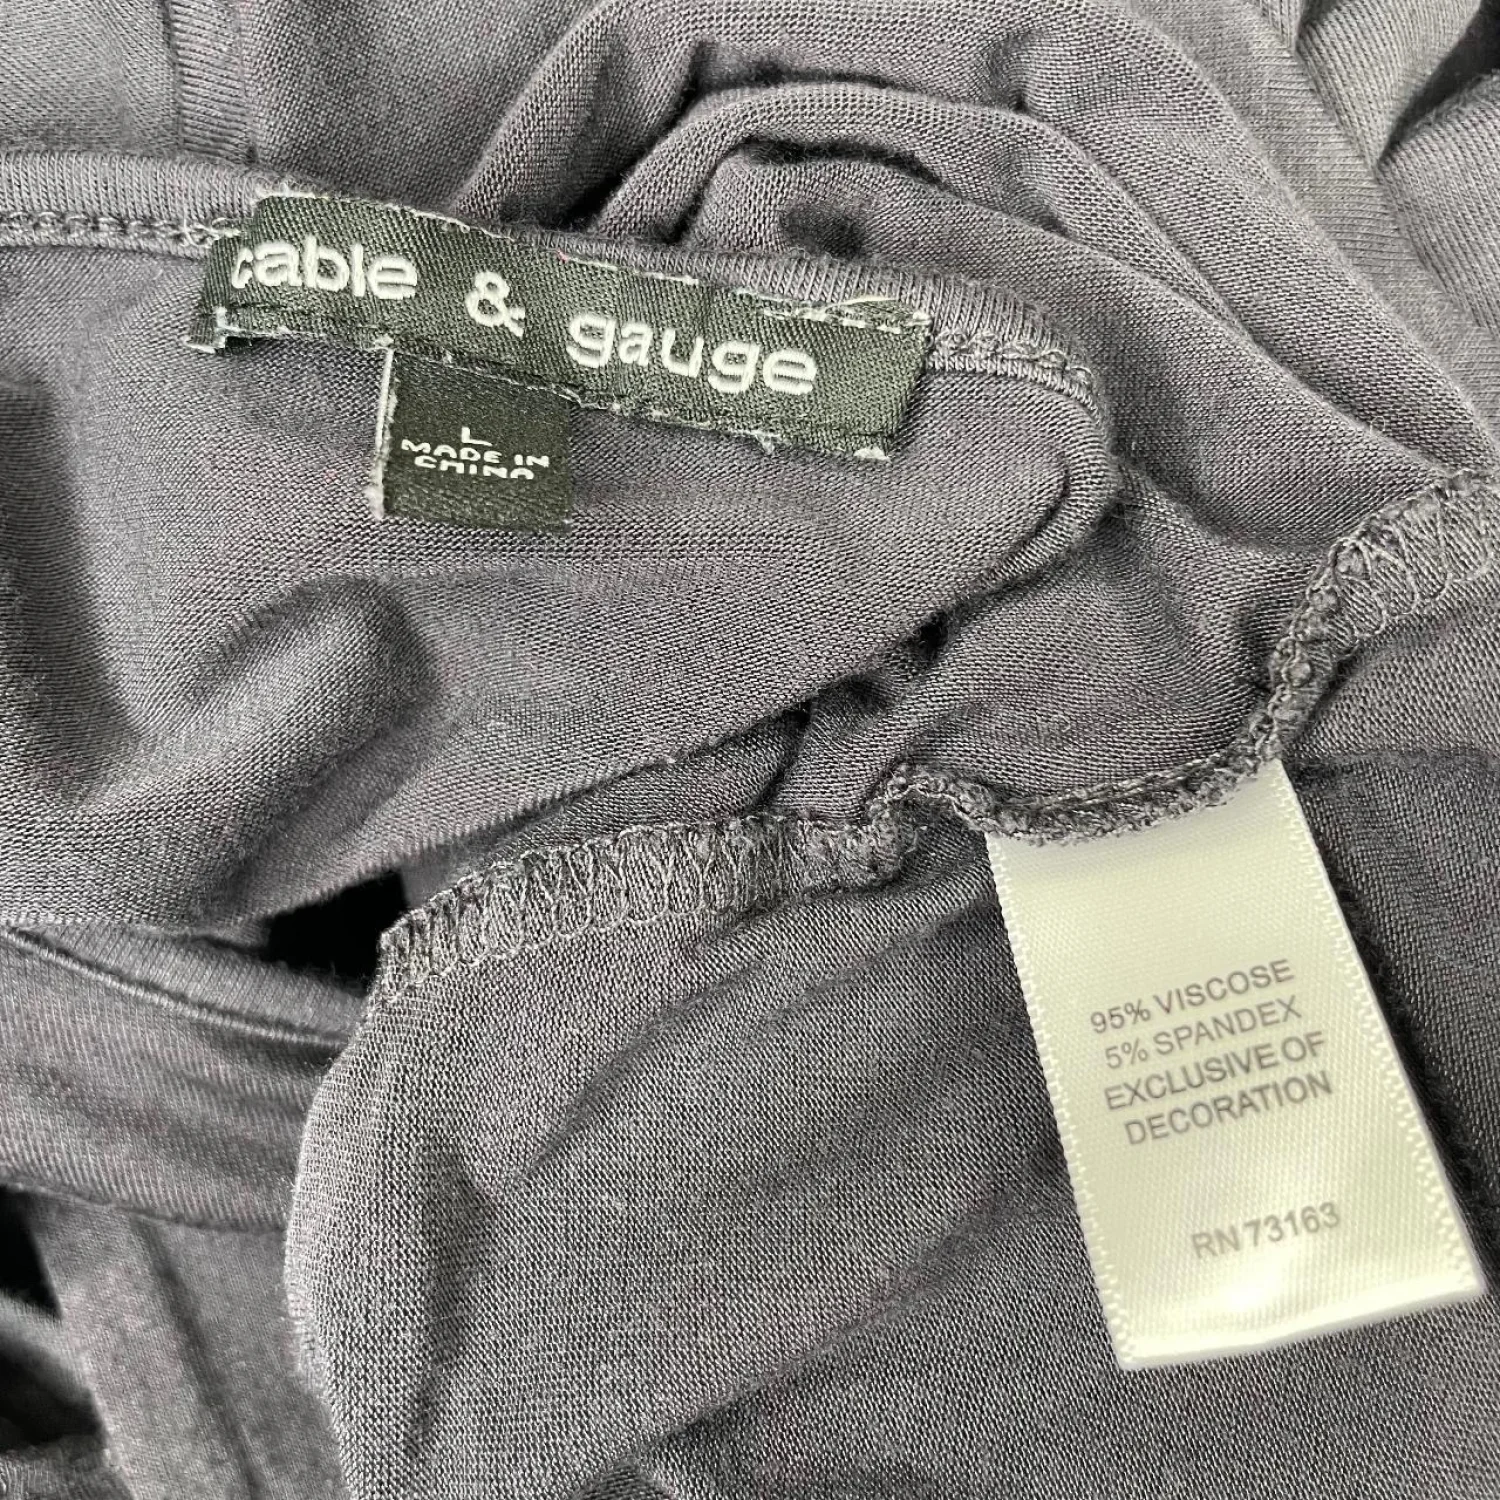 cable & gauge
L
MADE IN
CHINA
95% VISCOSE
5% SPANDEX
EXCLUSIVE OF
DECORATION
RN 73163